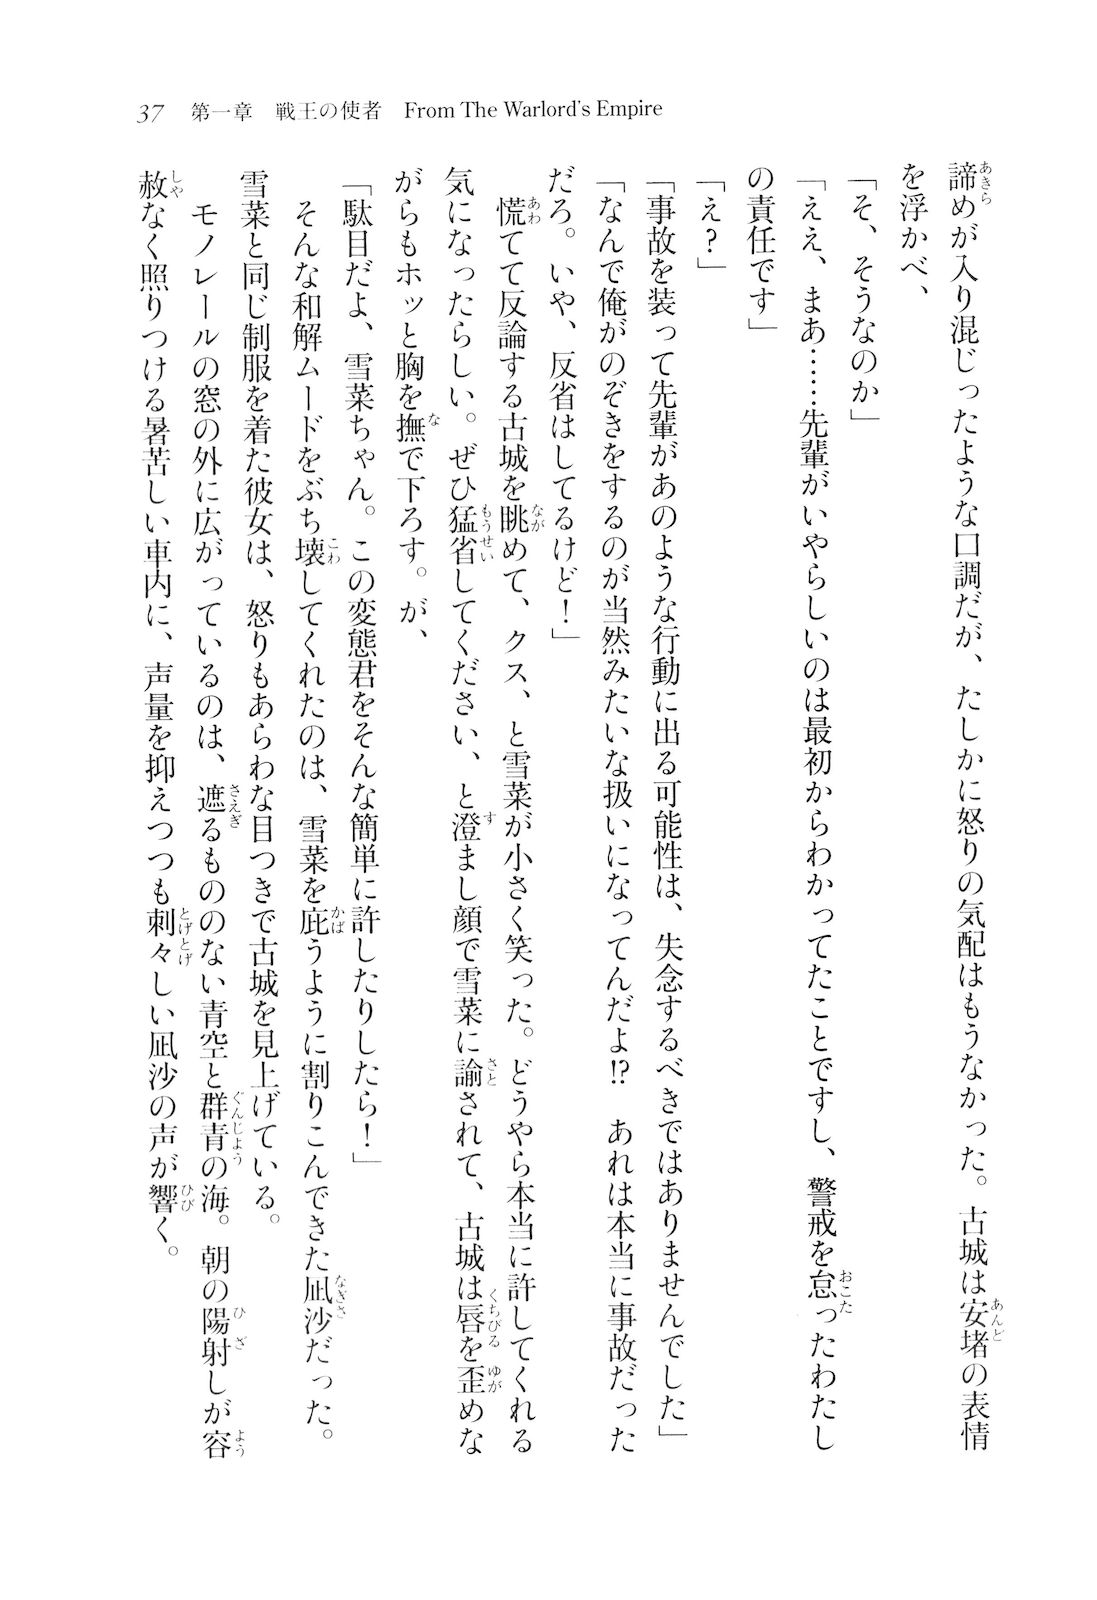 37　第一章　戦王の使者　From The Warlord's Empire
諦めが入り混じったような口調だが、たしかに怒りの気配はもうなかった。古城は安堵の表情
を浮かべ、
「そ、そうなのか」
「ええ、まあ……先輩がいやらしいのは最初からわかってたことですし、警戒を怠ったわたし
の責任です」
「え？」
「事故を装って先輩があのような行動に出る可能性は、失念するべきではありませんでした」
「なんで俺がのぞきをするのが当然みたいな扱いになってんだよ!?　あれは本当に事故だった
だろ。いや、反省はしてるけど！」
　慌てて反論する古城を眺めて、クス、と雪菜が小さく笑った。どうやら本当に許してくれる
気になったらしい。ぜひ猛省してください、と澄まし顔で雪菜に諭されて、古城は唇を歪めな
がらもホッと胸を撫で下ろす。が、
「駄目だよ、雪菜ちゃん。この変態君をそんな簡単に許したりしたら！」
　そんな和解ムードをぶち壊してくれたのは、雪菜を庇うように割りこんできた凪沙だった。
雪菜と同じ制服を着た彼女は、怒りもあらわな目つきで古城を見上げている。
　モノレールの窓の外に広がっているのは、遮るもののない青空と群青の海。朝の陽射しが容
赦なく照りつける暑苦しい車内に、声量を抑えつつも刺々しい凪沙の声が響く。